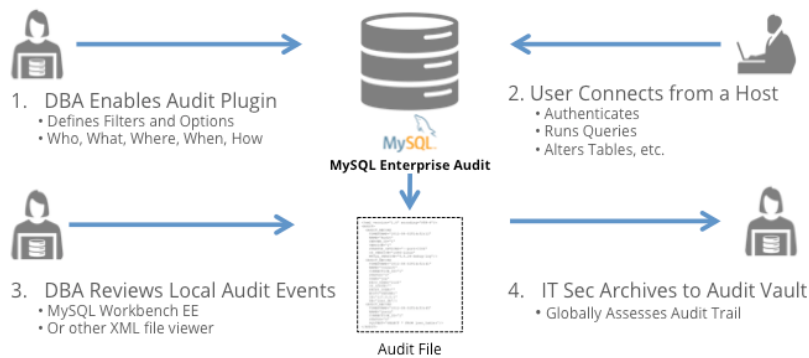 1. DBA Enables Audit Plugin
• Defines Filters and Options
• Who, What, Where, When, How
2. User Connects from a Host
• Authenticates
• Runs Queries
• Alters Tables, etc.
MySQL
MySQL Enterprise Audit
3. DBA Reviews Local Audit Events
• MySQL Workbench EE
• Or other XML file viewer
4. IT Sec Archives to Audit Vault
• Globally Assesses Audit Trail
Audit File